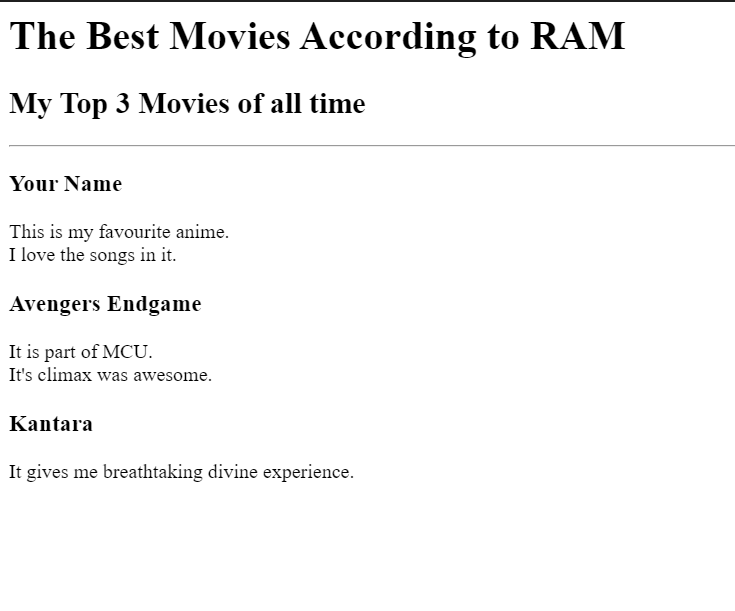 The Best Movies According to RAM
My Top 3 Movies of all time
Your Name
This is my favourite anime.
I love the songs in it.
Avengers Endgame
It is part of MCU.
It's climax was awesome.
Kantara
It gives me breathtaking divine experience.